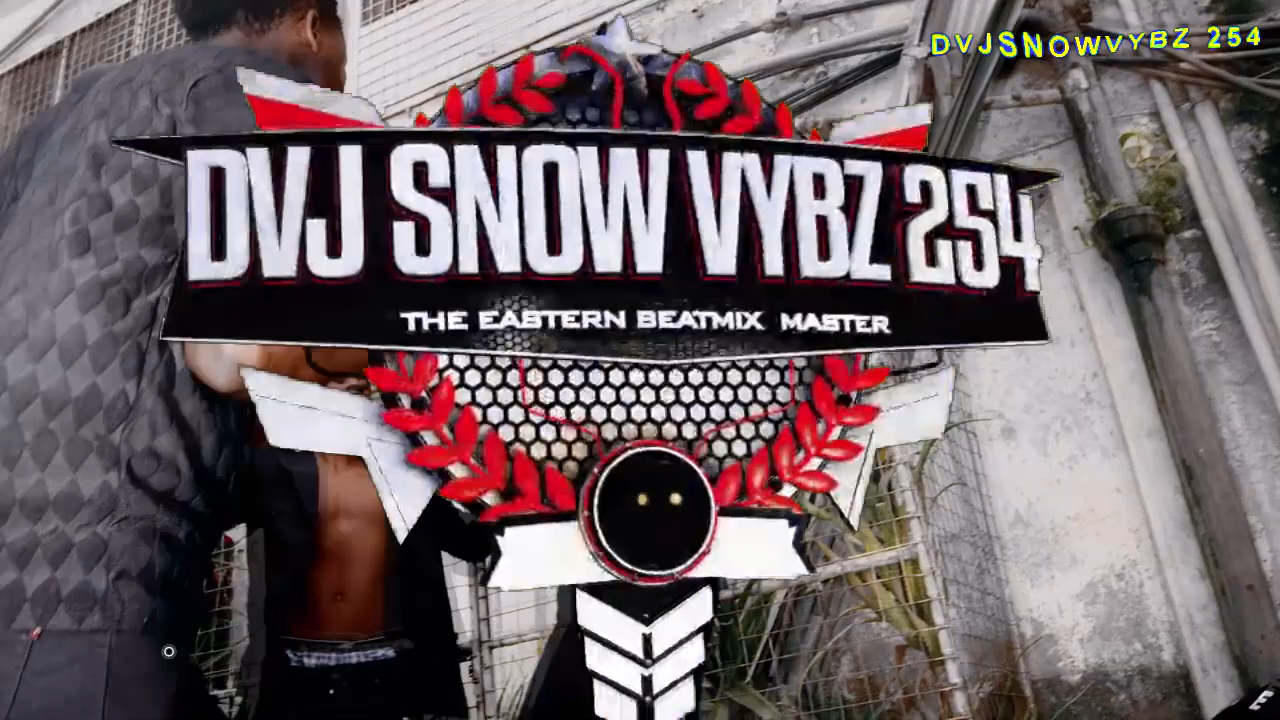 DVJSNOWVYBZ 254
DVJ SNOW VYBZ 254
THE EASTERN BEATMIX MASTER
E